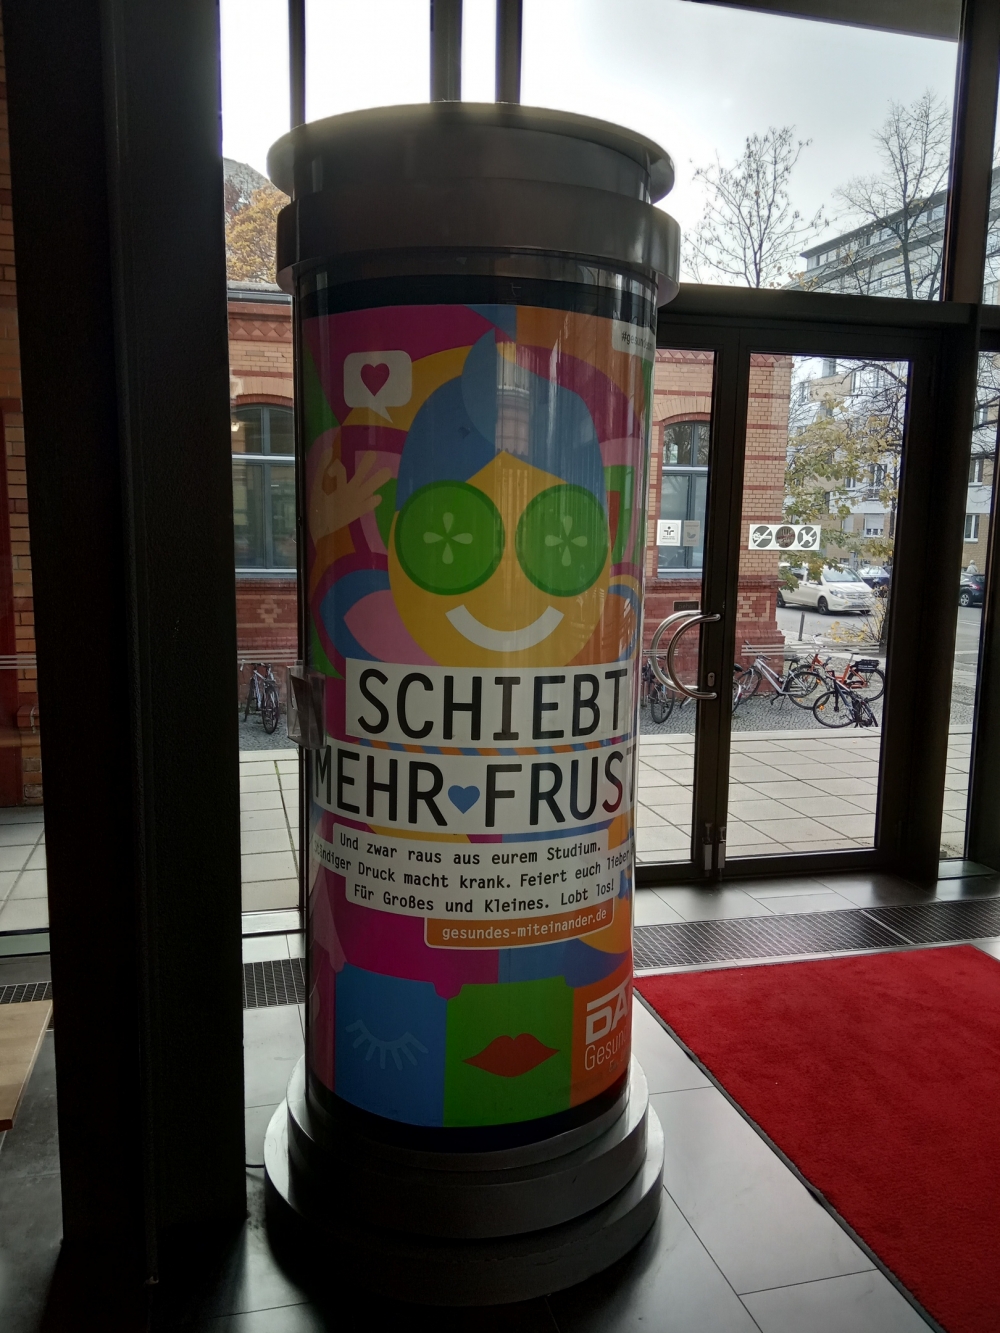 SCHIEBT
MEHR FRUST
Und zwar raus aus eurem Studium.
Druck macht krank. Feiert euch lieber
Für Großes und Kleines. Lobt los!
gesundes-miteinander.de